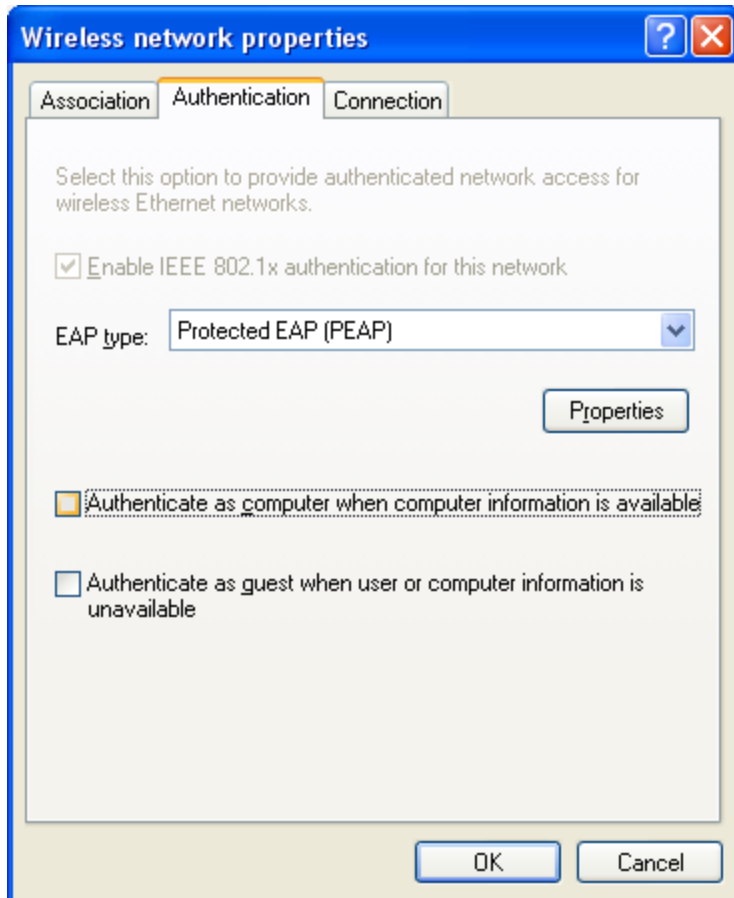 Wireless network properties
Association Authentication Connection
Select this option to provide authenticated network access for
wireless Ethernet networks.
Enable IEEE 802.1x authentication for this network
EAP type: Protected EAP (PEAP)
Properties
Authenticate as computer when computer information is available
Authenticate as guest when user or computer information is
unavailable
OK Cancel